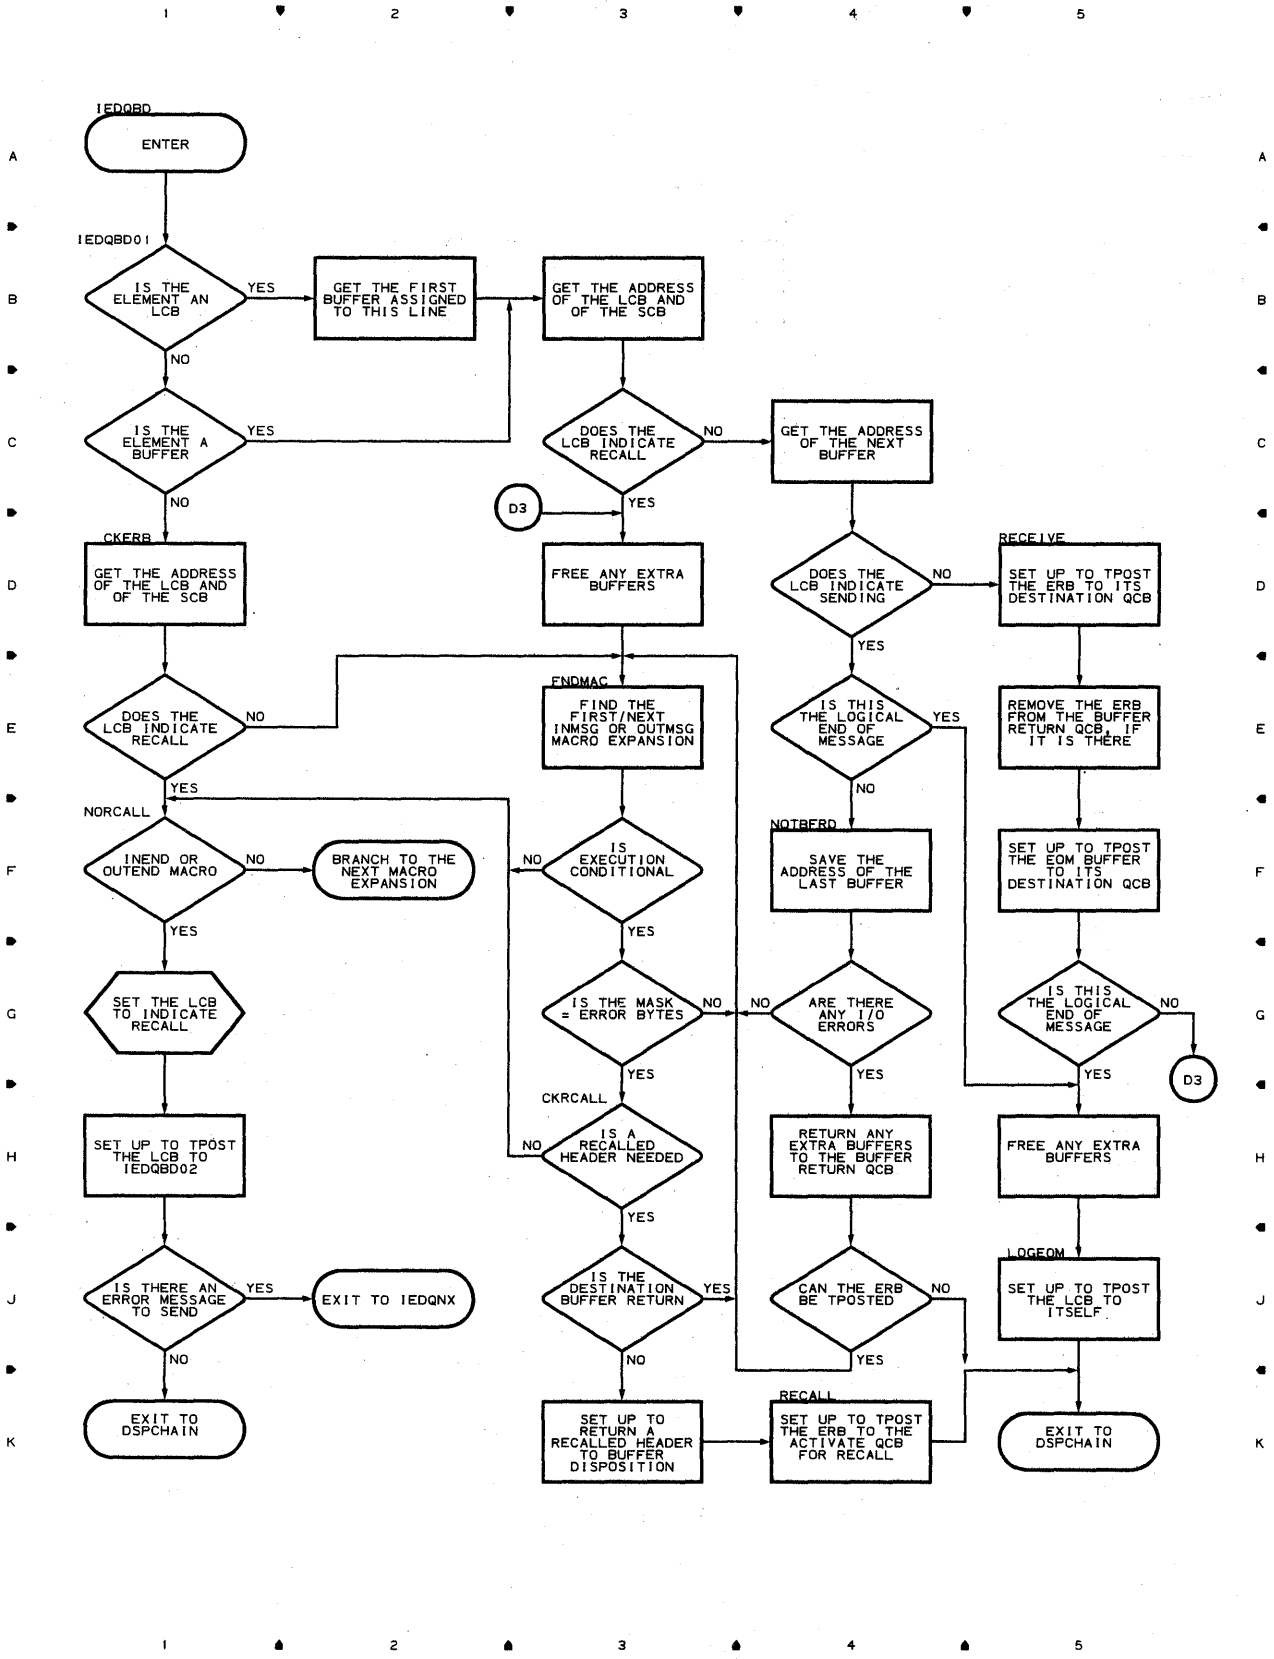 1 2 3 4 5
IEDQBD
ENTER
A A
IEDQBD01
IS THE
ELEMENT AN
LCB
YES
NO
GET THE FIRST
BUFFER ASSIGNED
TO THIS LINE
GET THE ADDRESS
OF THE LCB AND
OF THE SCB
B B
IS THE
ELEMENT A
BUFFER
YES
NO
DOES THE
LCB INDICATE
RECALL
NO
YES
GET THE ADDRESS
OF THE NEXT
BUFFER
C C
D3
CKERB
GET THE ADDRESS
OF THE LCB AND
OF THE SCB
FREE ANY EXTRA
BUFFERS
DOES THE
LCB INDICATE
SENDING
NO
YES
RECEIVE
SET UP TO TPOST
THE ERB TO ITS
DESTINATION QCB
D D
DOES THE
LCB INDICATE
RECALL
NO
YES
FNDMAC
FIND THE
FIRST/NEXT
INMSG OR OUTMSG
MACRO EXPANSION
IS THIS
THE LOGICAL
END OF
MESSAGE
YES
NO
REMOVE THE ERB
FROM THE BUFFER
RETURN QCB, IF
IT IS THERE
E E
NORCALL
INEND OR
OUTEND MACRO
NO
YES
BRANCH TO THE
NEXT MACRO
EXPANSION
NO
IS
EXECUTION
CONDITIONAL
YES
NOTBFRD
SAVE THE
ADDRESS OF THE
LAST BUFFER
SET UP TO TPOST
THE EOM BUFFER
TO ITS
DESTINATION QCB
F F
SET THE LCB
TO INDICATE
RECALL
IS THE MASK
= ERROR BYTES
NO
YES
NO
ARE THERE
ANY I/O
ERRORS
YES
IS THIS
THE LOGICAL
END OF
MESSAGE
NO
YES
D3
G G
SET UP TO TPOST
THE LCB TO
IEDQBD02
CKRCALL
NO
IS A
RECALLED
HEADER NEEDED
YES
RETURN ANY
EXTRA BUFFERS
TO THE BUFFER
RETURN QCB
FREE ANY EXTRA
BUFFERS
H H
IS THERE AN
ERROR MESSAGE
TO SEND
YES
NO
EXIT TO IEDQNX
IS THE
DESTINATION
BUFFER RETURN
YES
NO
CAN THE ERB
BE TPOSTED
NO
YES
LOGEOM
SET UP TO TPOST
THE LCB TO
ITSELF
J J
EXIT TO
DSPCHAIN
SET UP TO
RETURN A
RECALLED HEADER
TO BUFFER
DISPOSITION
RECALL
SET UP TO TPOST
THE ERB TO THE
ACTIVATE QCB
FOR RECALL
EXIT TO
DSPCHAIN
K K
1 2 3 4 5